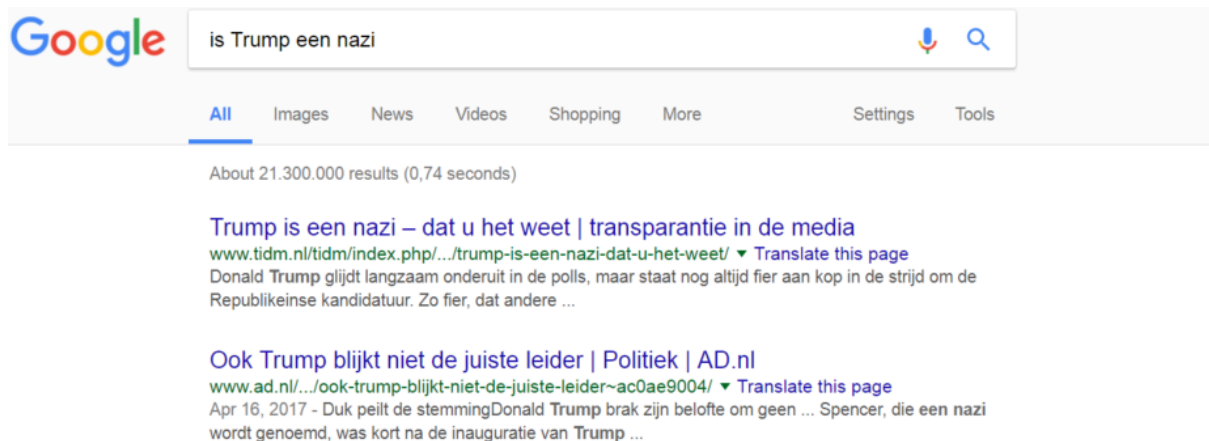 Google
is Trump een nazi
All Images News Videos Shopping More Settings Tools
About 21.300.000 results (0,74 seconds)
Trump is een nazi – dat u het weet | transparantie in de media
www.tidm.nl/tidm/index.php/.../trump-is-een-nazi-dat-u-het-weet/ ▼ Translate this page
Donald Trump glijdt langzaam onderuit in de polls, maar staat nog altijd fier aan kop in de strijd om de
Republikeinse kandidatuur. Zo fier, dat andere ...
Ook Trump blijkt niet de juiste leider | Politiek | AD.nl
www.ad.nl/.../ook-trump-blijkt-niet-de-juiste-leider~ac0ae9004/ ▼ Translate this page
Apr 16, 2017 - Duk peilt de stemmingDonald Trump brak zijn belofte om geen ... Spencer, die een nazi
wordt genoemd, was kort na de inauguratie van Trump ...